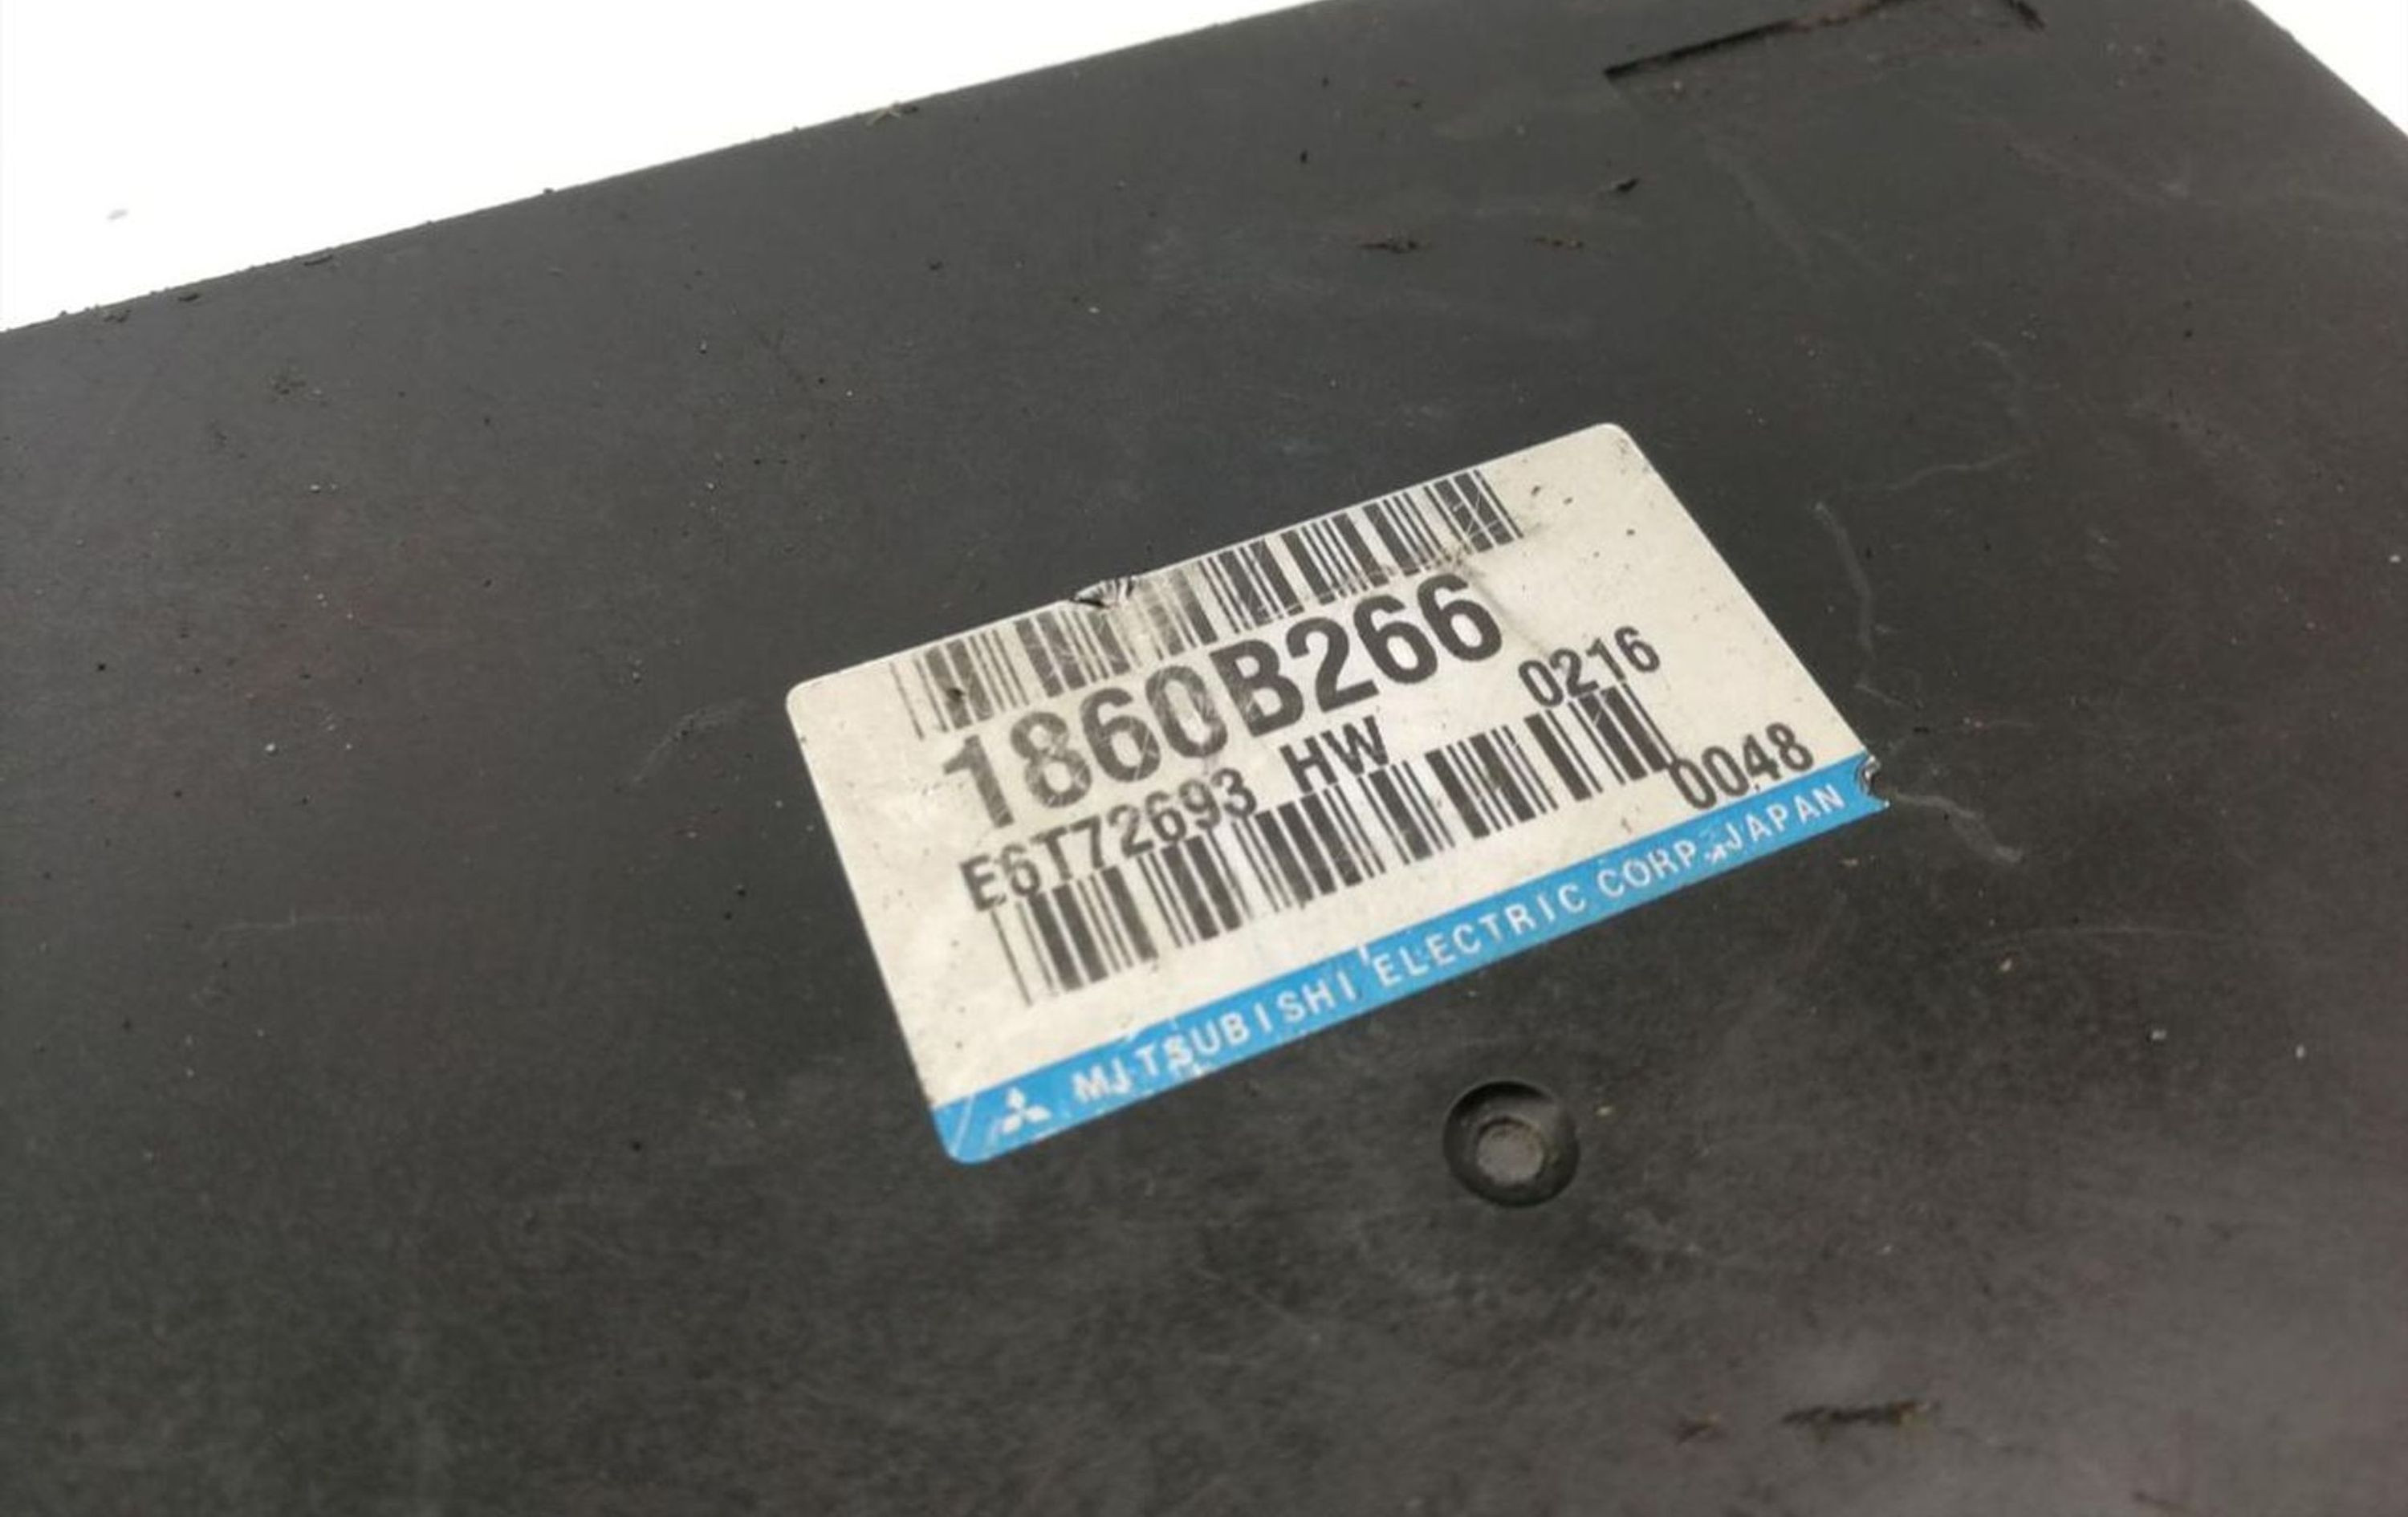 1860B266
E6T72693 HW 0216
0048
MITSUBISHI ELECTRIC CORP. JAPAN